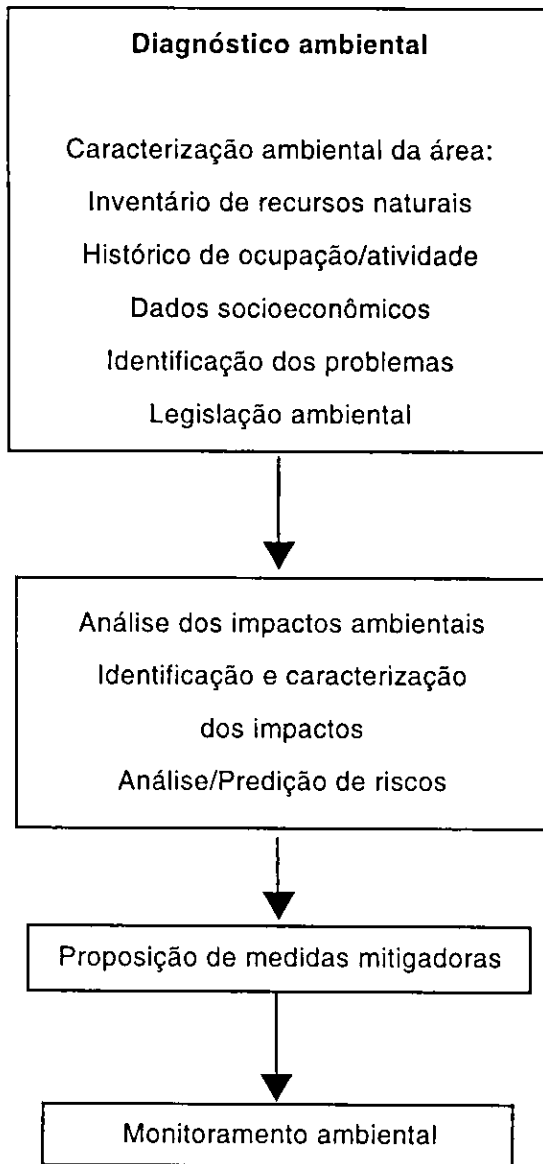 Diagnóstico ambiental
Caracterização ambiental da área:
Inventário de recursos naturais
Histórico de ocupação/atividade
Dados socioeconômicos
Identificação dos problemas
Legislação ambiental
Análise dos impactos ambientais
Identificação e caracterização
dos impactos
Análise/Predição de riscos
Proposição de medidas mitigadoras
Monitoramento ambiental